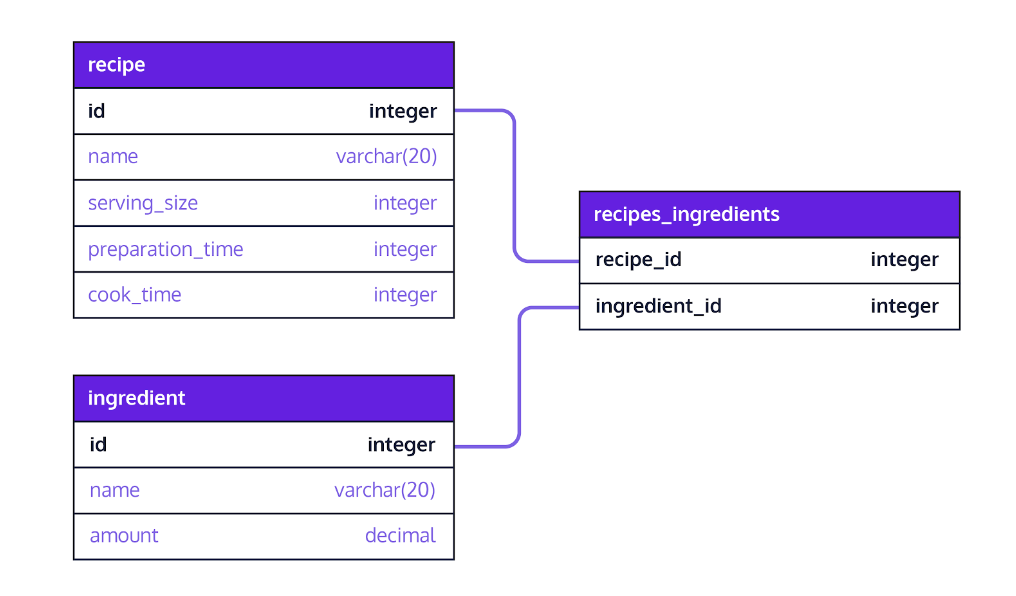 recipe
id integer
name varchar(20)
serving_size integer
preparation_time integer
cook_time integer
recipes_ingredients
recipe_id integer
ingredient_id integer
ingredient
id integer
name varchar(20)
amount decimal